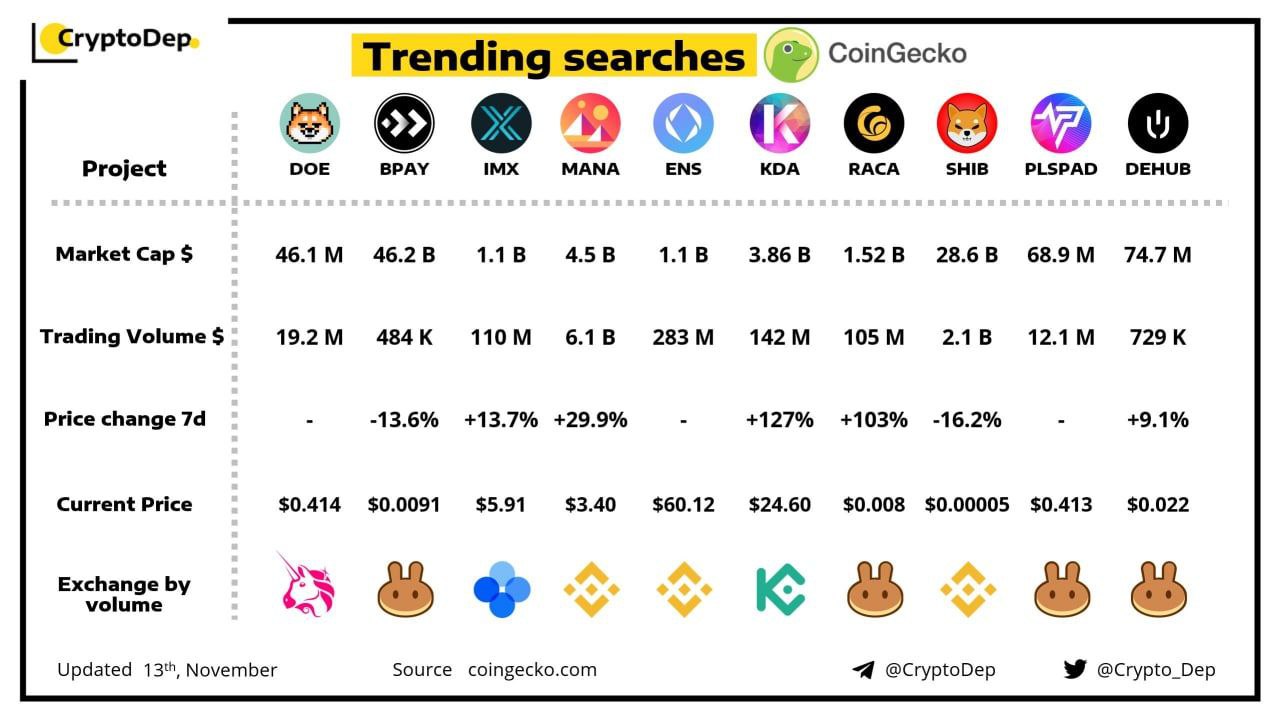 CryptoDep.
Trending searches CoinGecko
Project DOE BPAY IMX MANA ENS KDA RACA SHIB PLSPAD DEHUB
Market Cap $ 46.1 M 46.2 B 1.1 B 4.5 B 1.1 B 3.86 B 1.52 B 28.6 B 68.9 M 74.7 M
Trading Volume $ 19.2 M 484 K 110 M 6.1 B 283 M 142 M 105 M 2.1 B 12.1 M 729 K
Price change 7d - -13.6% +13.7% +29.9% - +127% +103% -16.2% - +9.1%
Current Price $0.414 $0.0091 $5.91 $3.40 $60.12 $24.60 $0.008 $0.00005 $0.413 $0.022
Exchange by
volume
Updated 13th, November Source coingecko.com @CryptoDep @Crypto_Dep